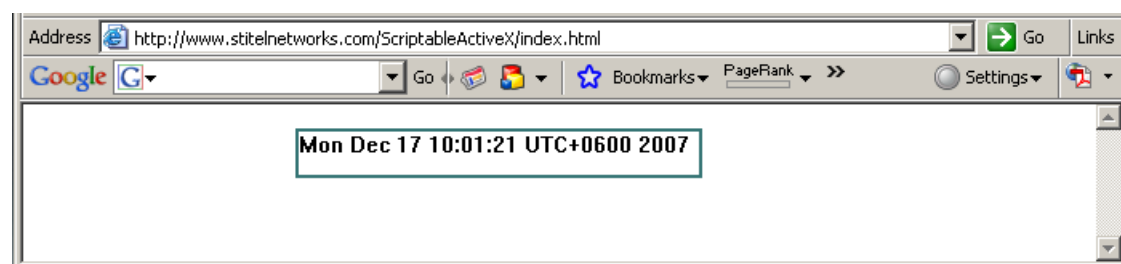 Address http://www.stitelnetworks.com/ScriptableActiveX/index.html Go Links
Google G Go Bookmarks PageRank » Settings
Mon Dec 17 10:01:21 UTC+0600 2007